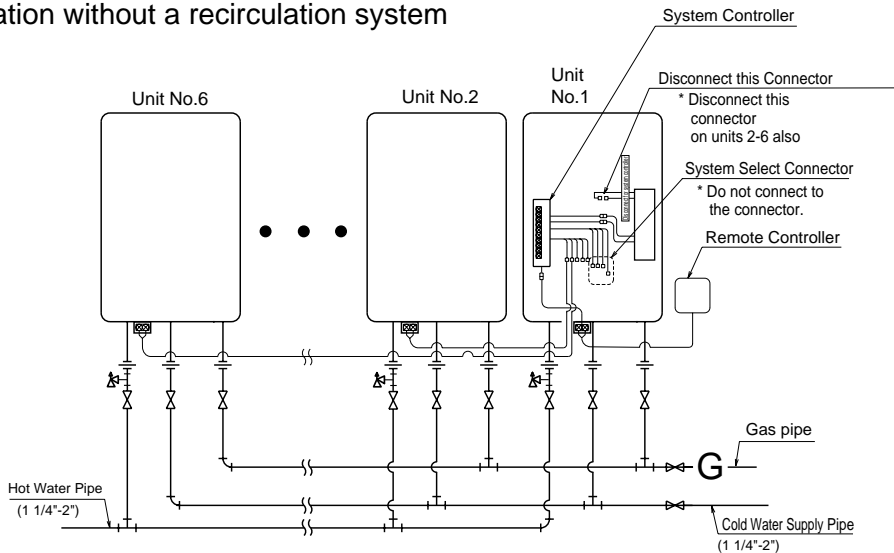 ation without a recirculation system
System Controller
Unit
No.1
Disconnect this Connector
* Disconnect this
connector
on units 2-6 also
Unit No.6
Unit No.2
System Select Connector
* Do not connect to
the connector.
Remote Controller
Gas pipe
G
Hot Water Pipe
(1 1/4"-2")
Cold Water Supply Pipe
(1 1/4"-2")